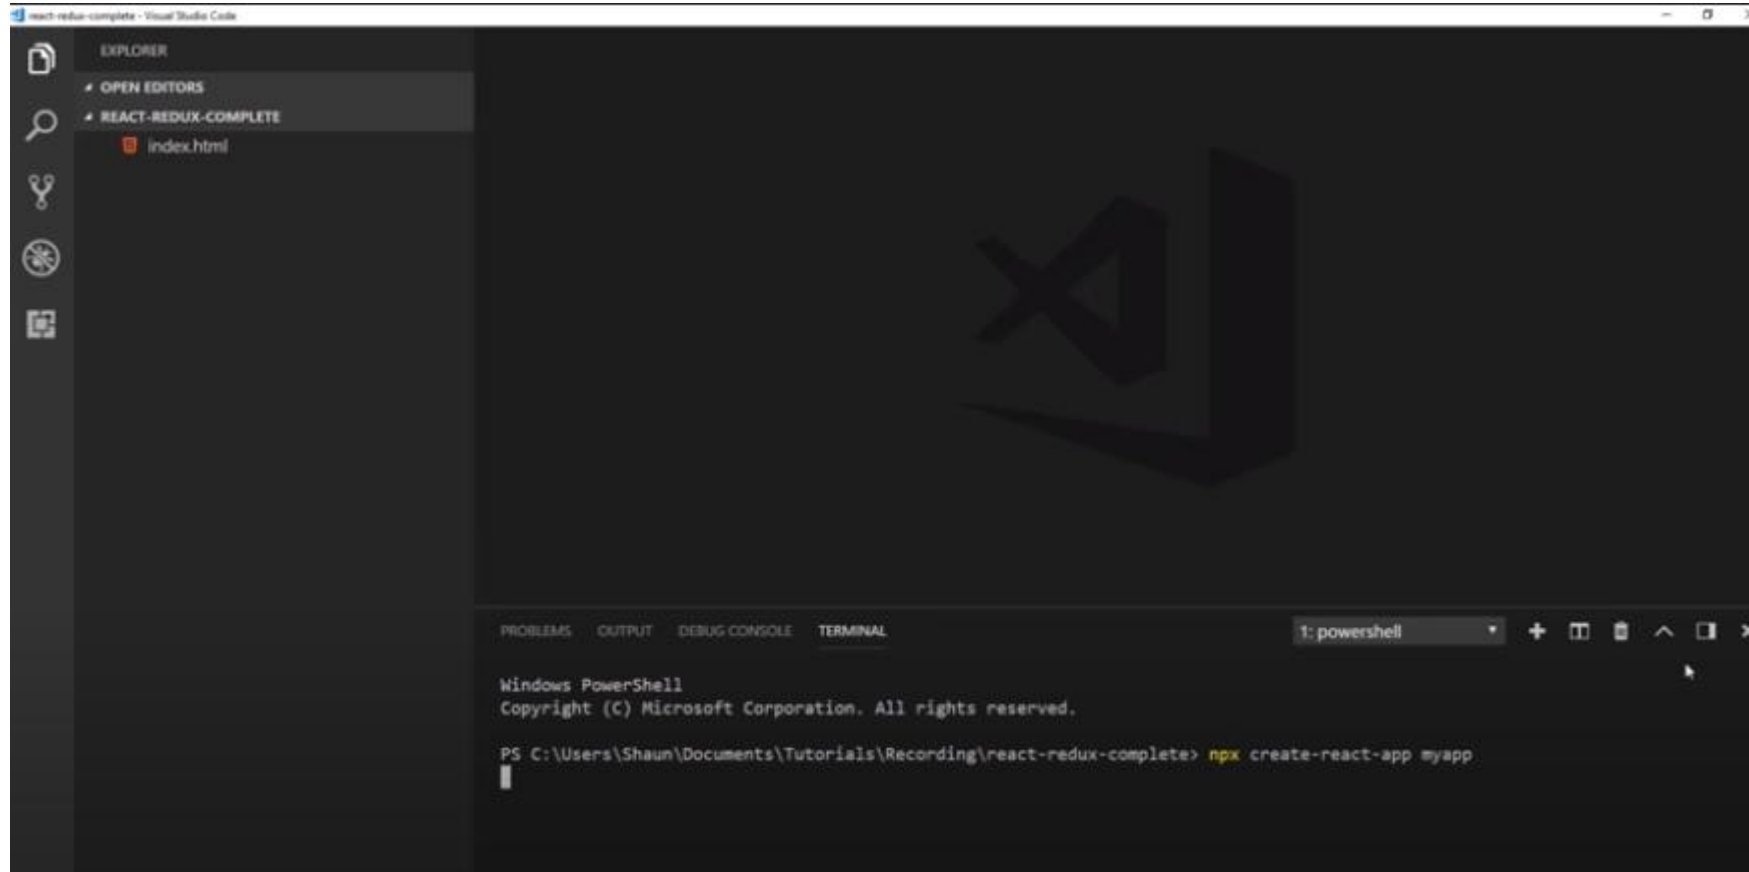 react-redux-complete - Visual Studio Code
EXPLORER
OPEN EDITORS
REACT-REDUX-COMPLETE
index.html
PROBLEMS OUTPUT DEBUG CONSOLE TERMINAL
1: powershell
Windows PowerShell
Copyright (C) Microsoft Corporation. All rights reserved.
PS C:\Users\Shaun\Documents\Tutorials\Recording\react-redux-complete> npx create-react-app myapp